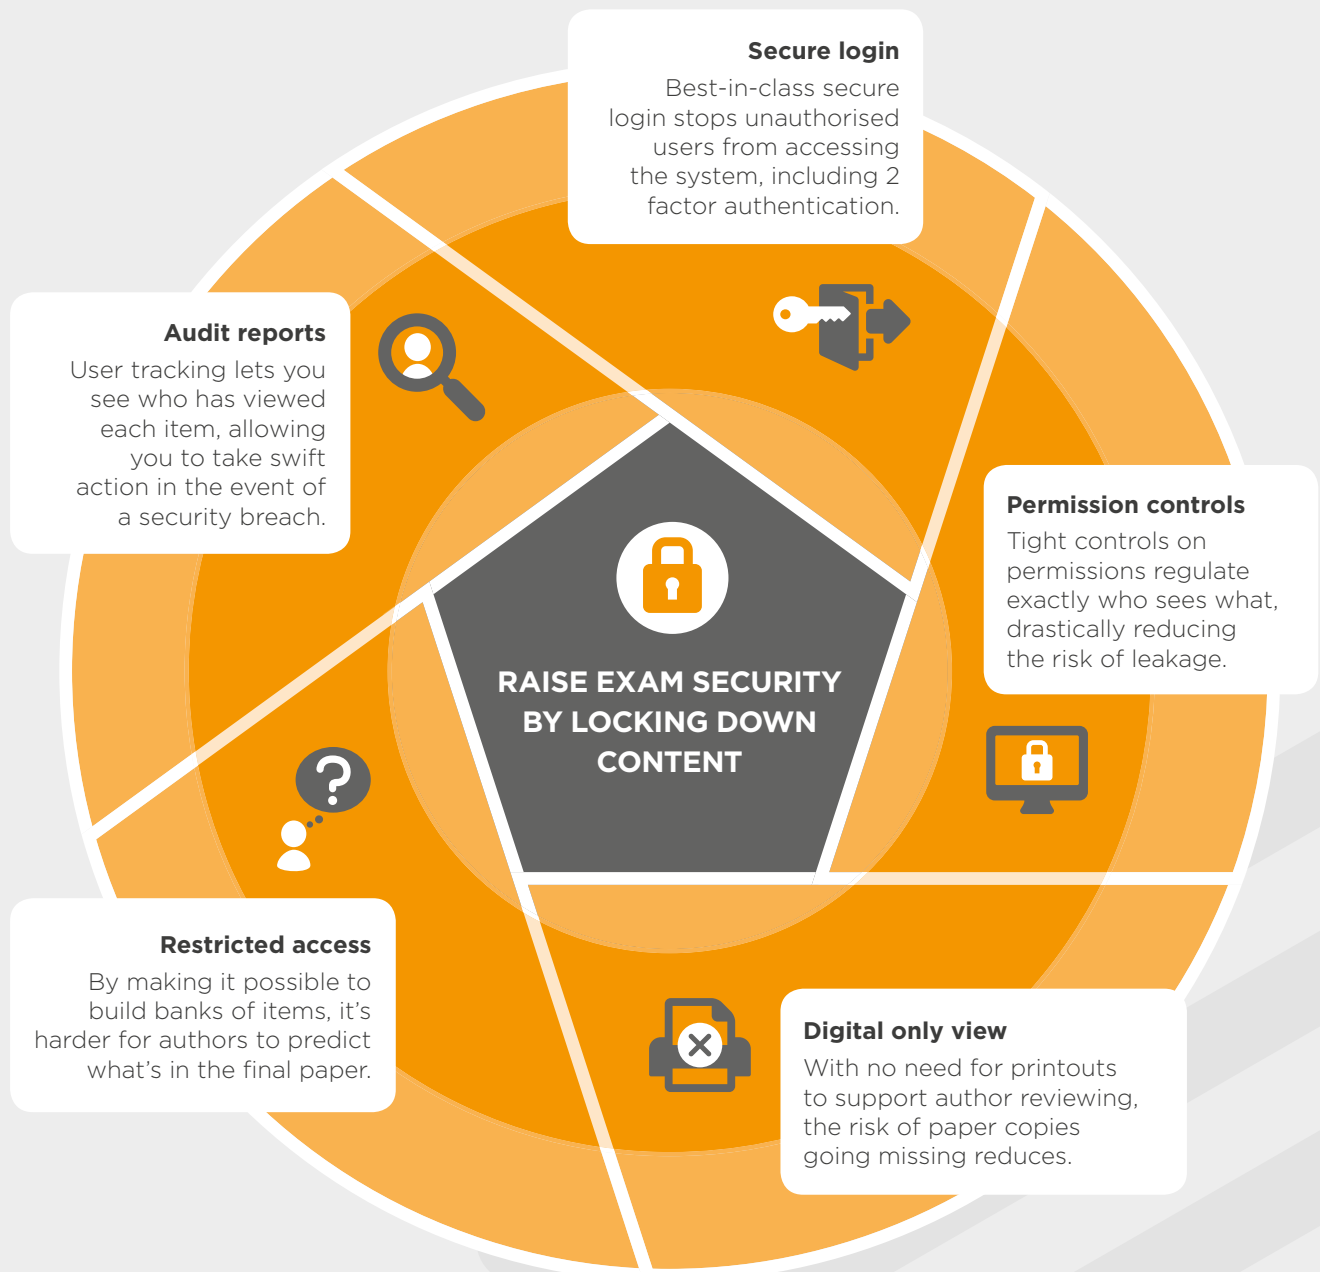 Secure login
Best-in-class secure
login stops unauthorised
users from accessing
the system, including 2
factor authentication.
Audit reports
User tracking lets you
see who has viewed
each item, allowing
you to take swift
action in the event of
a security breach.
Permission controls
Tight controls on
permissions regulate
exactly who sees what,
drastically reducing
the risk of leakage.
RAISE EXAM SECURITY
BY LOCKING DOWN
CONTENT
?
Restricted access
By making it possible to
build banks of items, it’s
harder for authors to predict
what’s in the final paper.
Digital only view
With no need for printouts
to support author reviewing,
the risk of paper copies
going missing reduces.